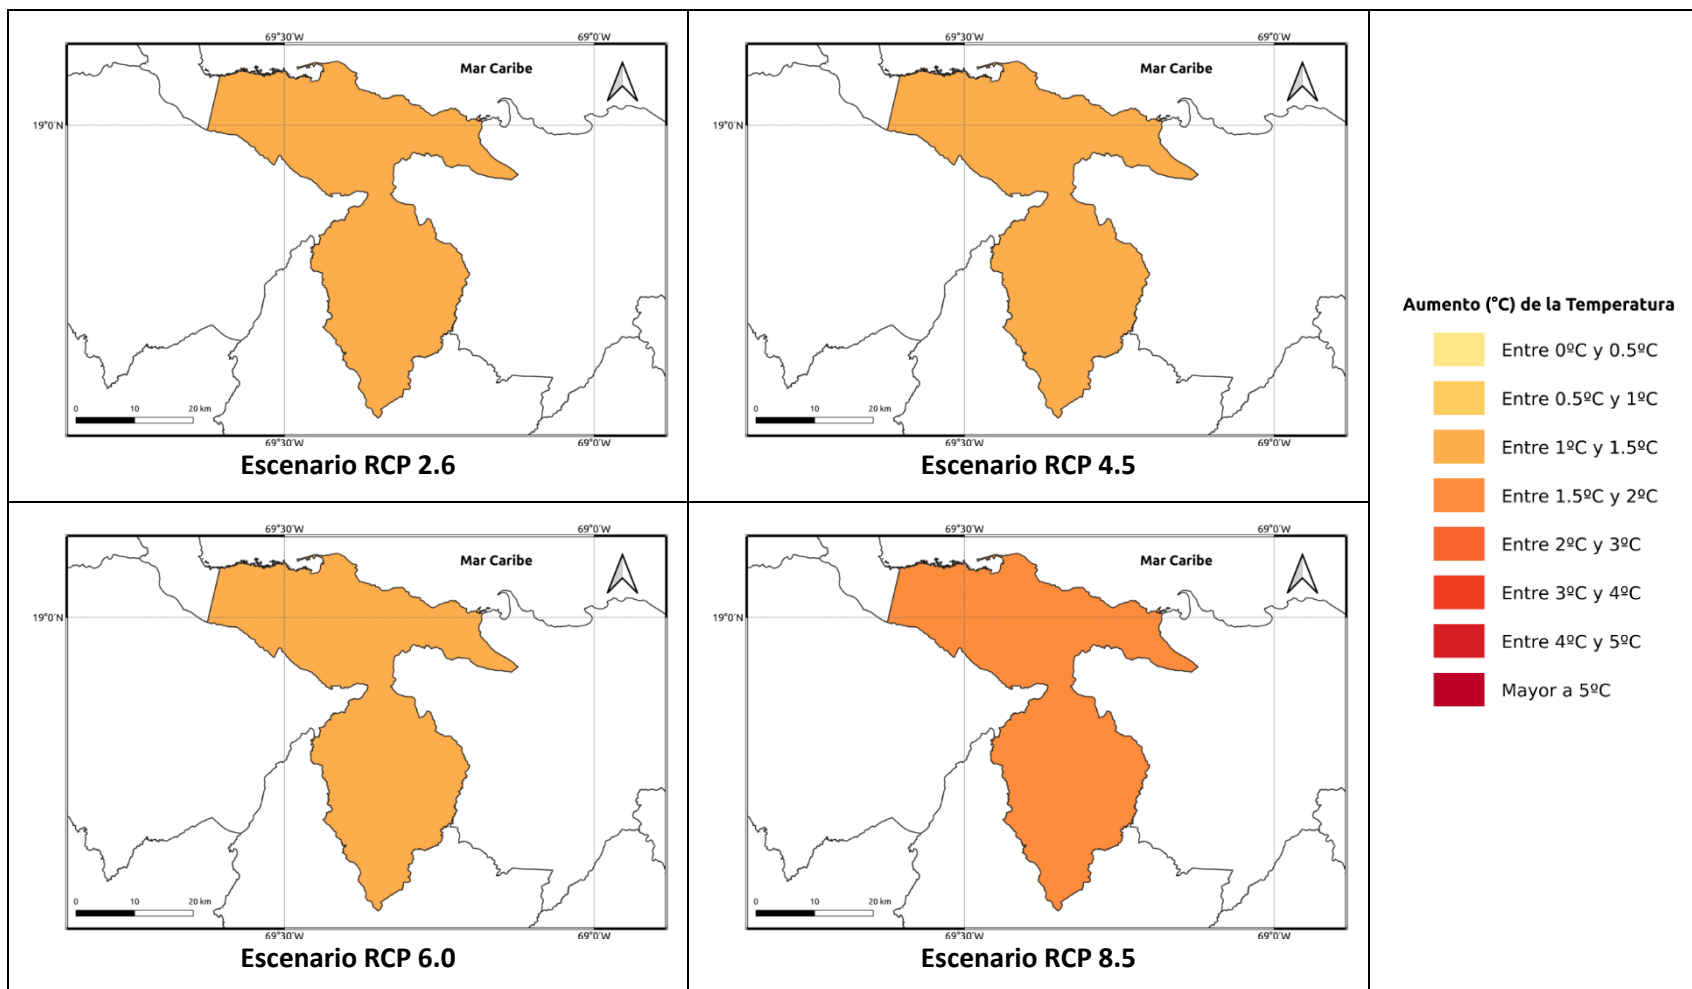 69°30'W 69°0'W
Mar Caribe
19°0'N
0 10 20 km
69°30'W 69°0'W
Escenario RCP 2.6
69°30'W 69°0'W
Mar Caribe
19°0'N
0 10 20 km
69°30'W 69°0'W
Escenario RCP 4.5
Aumento (°C) de la Temperatura
Entre 0ºC y 0.5ºC
Entre 0.5ºC y 1ºC
Entre 1ºC y 1.5ºC
Entre 1.5ºC y 2ºC
Entre 2ºC y 3ºC
Entre 3ºC y 4ºC
Entre 4ºC y 5ºC
Mayor a 5ºC
69°30'W 69°0'W
Mar Caribe
19°0'N
0 10 20 km
69°30'W 69°0'W
Escenario RCP 6.0
69°30'W 69°0'W
Mar Caribe
19°0'N
0 10 20 km
69°30'W 69°0'W
Escenario RCP 8.5